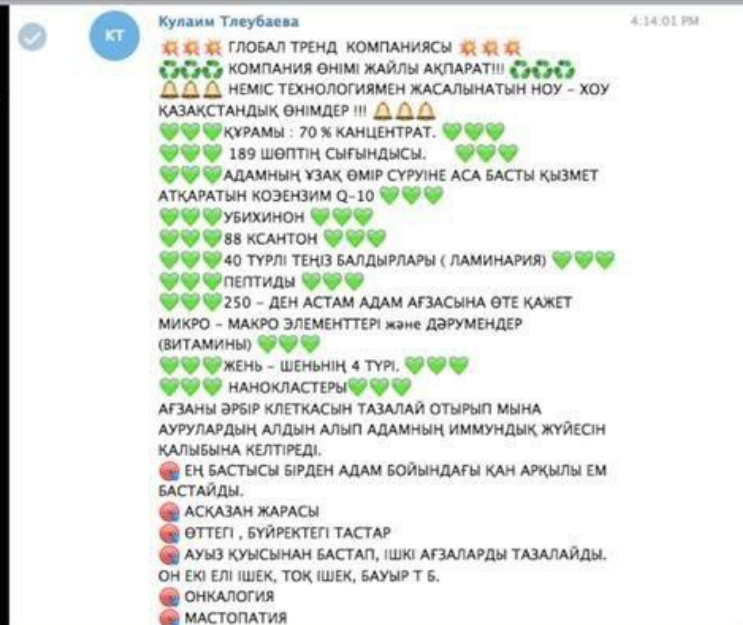 Кулаим Тлеубаева
4:14:01 PM
КТ
💥💥💥 ГЛОБАЛ ТРЕНД КОМПАНИЯСЫ 💥💥💥
♻️♻️♻️ КОМПАНИЯ ӨНІМІ ЖАЙЛЫ АҚПАРАТ!!! ♻️♻️♻️
🔔🔔🔔 НЕМІС ТЕХНОЛОГИЯМЕН ЖАСАЛЫНАТЫН НОУ – ХОУ
ҚАЗАҚСТАНДЫҚ ӨНІМДЕР !!! 🔔🔔🔔
💚💚💚ҚҰРАМЫ : 70 % КАНЦЕНТРАТ. 💚💚💚
💚💚💚 189 ШӨПТІҢ СЫҒЫНДЫСЫ. 💚💚💚
💚💚💚АДАМНЫҢ ҰЗАҚ ӨМІР СҮРУІНЕ АСА БАСТЫ ҚЫЗМЕТ
АТҚАРАТЫН КОЭЕНЗИМ Q-10 💚💚💚
💚💚💚УБИХИНОН 💚💚💚
💚💚💚88 КСАНТОН 💚💚💚
💚💚💚40 ТҮРЛІ ТЕҢІЗ БАЛДЫРЛАРЫ ( ЛАМИНАРИЯ) 💚💚💚
💚💚💚ПЕПТИДЫ 💚💚💚
💚💚💚250 – ДЕН АСТАМ АДАМ АҒЗАСЫНА ӨТЕ ҚАЖЕТ
МИКРО – МАКРО ЭЛЕМЕНТТЕРІ және ДӘРУМЕНДЕР
(ВИТАМИНЫ) 💚💚💚
💚💚💚ЖЕНЬ – ШЕНЬНІҢ 4 ТҮРІ. 💚💚💚
💚💚💚 НАНОКЛАСТЕРЫ💚💚💚
АҒЗАНЫ ӘРБІР КЛЕТКАСЫН ТАЗАЛАЙ ОТЫРЫП МЫНА
АУРУЛАРДЫҢ АЛДЫН АЛЫП АДАМНЫҢ ИММУНДЫҚ ЖҮЙЕСІН
ҚАЛЫБЫНА КЕЛТІРЕДІ.
ЕҢ БАСТЫСЫ БІРДЕН АДАМ БОЙЫНДАҒЫ ҚАН АРҚЫЛЫ ЕМ
БАСТАЙДЫ.
АСҚАЗАН ЖАРАСЫ
ӨТТЕГІ , БҮЙРЕКТЕГІ ТАСТАР
АУЫЗ ҚУЫСЫНАН БАСТАП, ІШКІ АҒЗАЛАРДЫ ТАЗАЛАЙДЫ.
ОН ЕКІ ЕЛІ ІШЕК, ТОҚ ІШЕК, БАУЫР Т Б.
ОНКАЛОГИЯ
МАСТОПАТИЯ